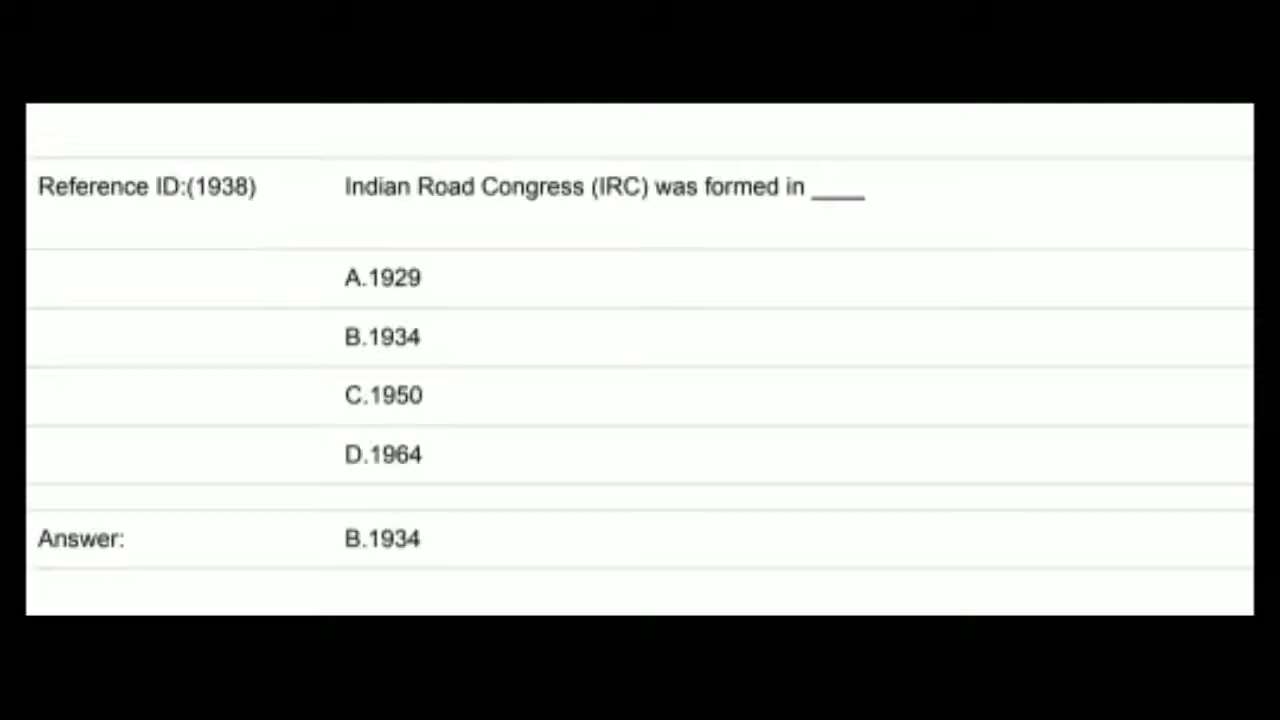 Reference ID:(1938) Indian Road Congress (IRC) was formed in ____
A.1929
B.1934
C.1950
D.1964
Answer: B.1934